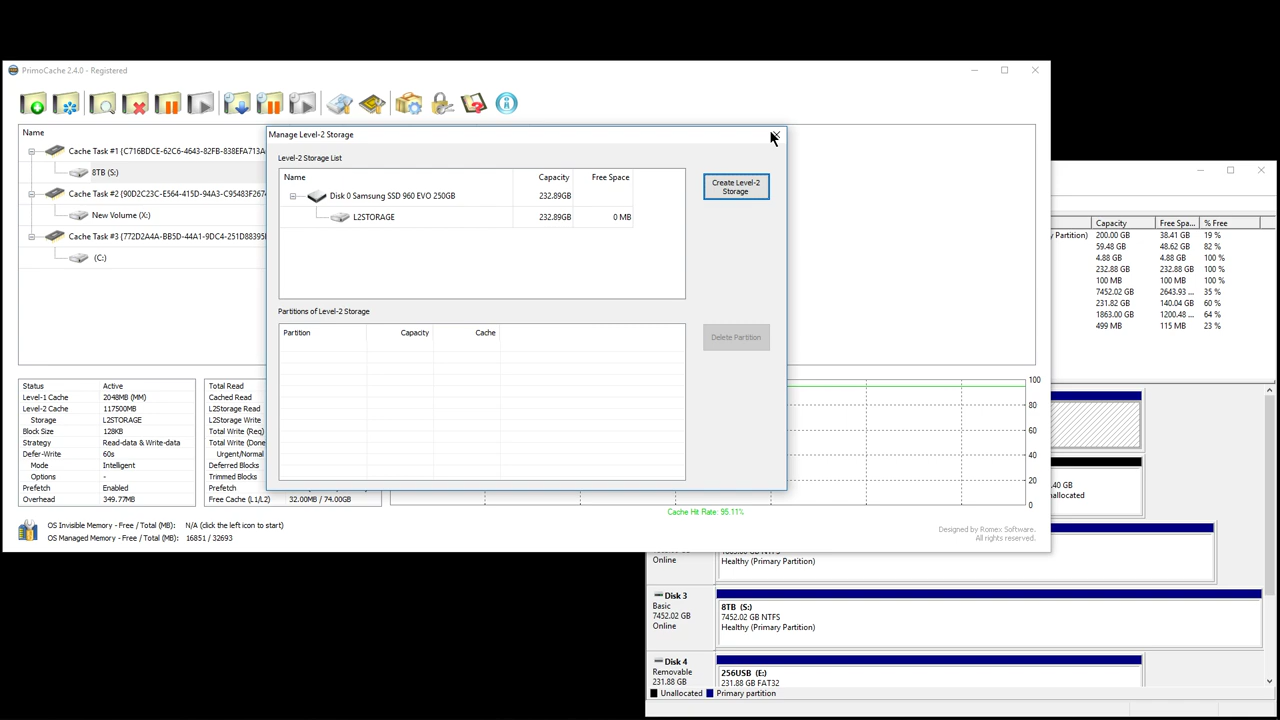 PrimoCache 2.4.0 - Registered
Name
Cache Task #1 {C716BDCE-62C6-4643-82FB-838EFA713A
8TB (S:)
Cache Task #2 {90D2C23C-E564-415D-94A3-C95483F267
New Volume (X:)
Cache Task #3 {772D2A4A-BB5D-44A1-9DC4-251D88395
(C:)
Manage Level-2 Storage
Level-2 Storage List
Name Capacity Free Space
Disk 0 Samsung SSD 960 EVO 250GB 232.89GB
L2STORAGE 232.89GB 0 MB
Create Level-2
Storage
Partitions of Level-2 Storage
Partition Capacity Cache
Delete Partition
Capacity Free Spa... % Free
y Partition) 200.00 GB 38.41 GB 19 %
59.48 GB 48.62 GB 82 %
4.88 GB 4.88 GB 100 %
232.88 GB 232.88 GB 100 %
100 MB 100 MB 100 %
7452.02 GB 2643.93 ... 35 %
231.82 GB 140.04 GB 60 %
1863.00 GB 1200.48 ... 64 %
499 MB 115 MB 23 %
Status Active
Level-1 Cache 2048MB (MM)
Level-2 Cache 117500MB
Storage L2STORAGE
Block Size 128KB
Strategy Read-data & Write-data
Defer-Write 60s
Mode Intelligent
Options -
Prefetch Enabled
Overhead 349.77MB
Total Read
Cached Read
L2Storage Read
L2Storage Write
Total Write (Req)
Total Write (Done
Urgent/Normal
Deferred Blocks
Trimmed Blocks
Prefetch
Free Cache (L1/L2) 32.00MB / 74.00GB
100
80
60
40
20
0
Cache Hit Rate: 95.11%
OS Invisible Memory - Free / Total (MB): N/A (click the left icon to start)
OS Managed Memory - Free / Total (MB): 16851 / 32693
Designed by Romex Software.
All rights reserved.
.40 GB
allocated
Online
Healthy (Primary Partition)
Disk 3
Basic
7452.02 GB
Online
8TB (S:)
7452.02 GB NTFS
Healthy (Primary Partition)
Disk 4
Removable
231.88 GB
256USB (E:)
231.88 GB FAT32
Unallocated Primary partition